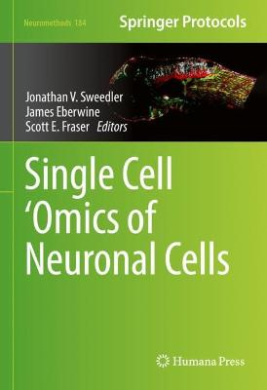 Neuromethods 184
Springer Protocols
Jonathan V. Sweedler
James Eberwine
Scott E. Fraser Editors
Single Cell
‘Omics of
Neuronal Cells
Humana Press